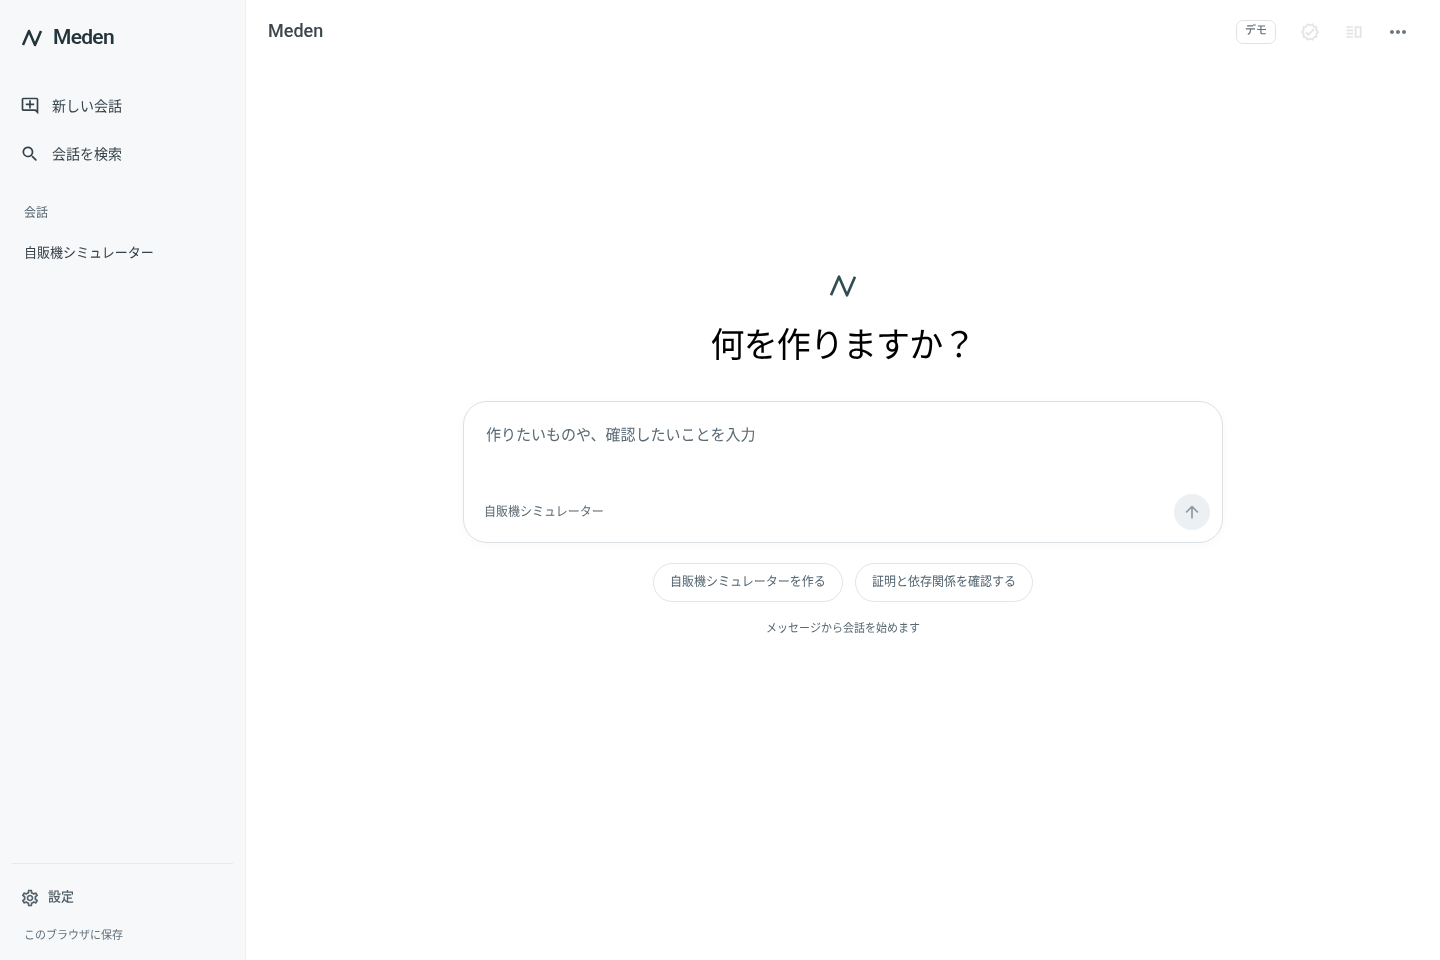 Meden
新しい会話
会話を検索
会話
自販機シミュレーター
設定
このブラウザに保存
Meden
デモ
何を作りますか？
作りたいものや、確認したいことを入力
自販機シミュレーター
自販機シミュレーターを作る
証明と依存関係を確認する
メッセージから会話を始めます